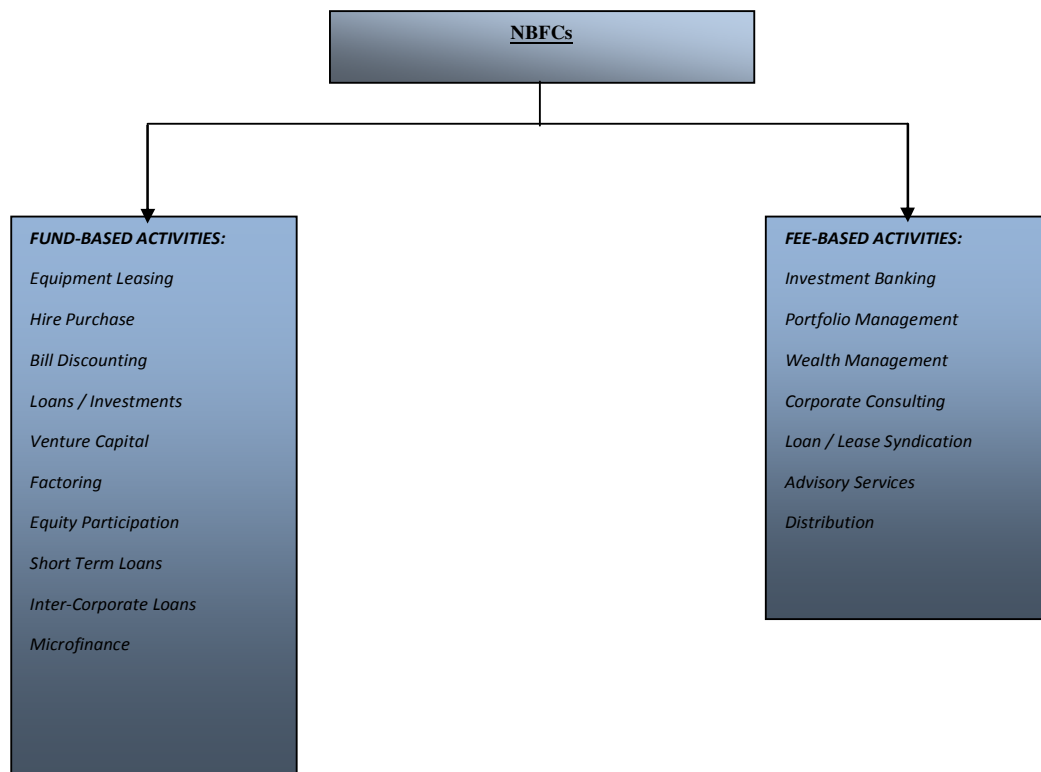 NBFCs
FUND-BASED ACTIVITIES:
Equipment Leasing
Hire Purchase
Bill Discounting
Loans / Investments
Venture Capital
Factoring
Equity Participation
Short Term Loans
Inter-Corporate Loans
Microfinance
FEE-BASED ACTIVITIES:
Investment Banking
Portfolio Management
Wealth Management
Corporate Consulting
Loan / Lease Syndication
Advisory Services
Distribution